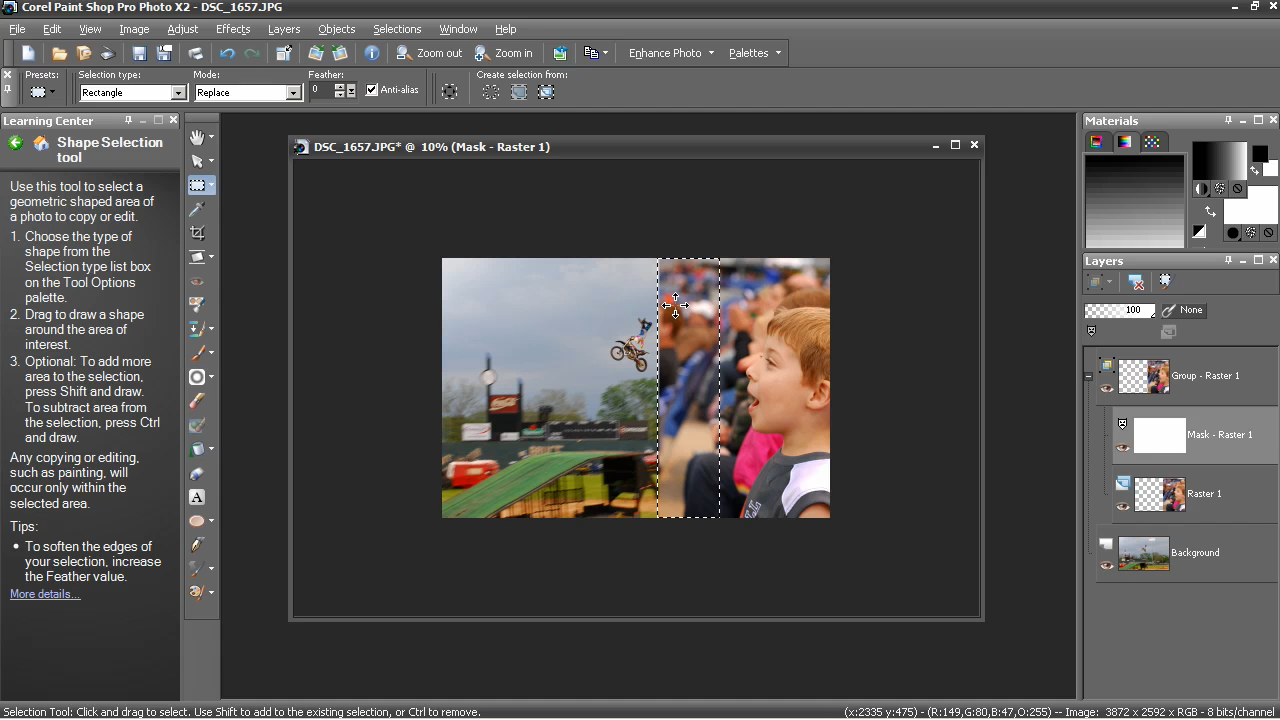 Corel Paint Shop Pro Photo X2 - DSC_1657.JPG
File Edit View Image Adjust Effects Layers Objects Selections Window Help
Zoom out Zoom in Enhance Photo Palettes
Presets: Selection type: Mode: Feather: Create selection from:
Rectangle Replace 0 Anti-alias
Learning Center
Shape Selection
tool
Use this tool to select a
geometric shaped area of
a photo to copy or edit.
1. Choose the type of
shape from the
Selection type list box
on the Tool Options
palette.
2. Drag to draw a shape
around the area of
interest.
3. Optional: To add more
area to the selection,
press Shift and draw.
To subtract area from
the selection, press Ctrl
and draw.
Any copying or editing,
such as painting, will
occur only within the
selected area.
Tips:
• To soften the edges of
your selection, increase
the Feather value.
More details...
DSC_1657.JPG* @ 10% (Mask - Raster 1)
Coca-Cola
Materials
Layers
100 None
Group - Raster 1
Mask - Raster 1
Raster 1
Background
Selection Tool: Click and drag to select. Use Shift to add to the existing selection, or Ctrl to remove.
(x:2335 y:475) - (R:149,G:80,B:47,O:255) -- Image: 3872 x 2592 x RGB - 8 bits/channel